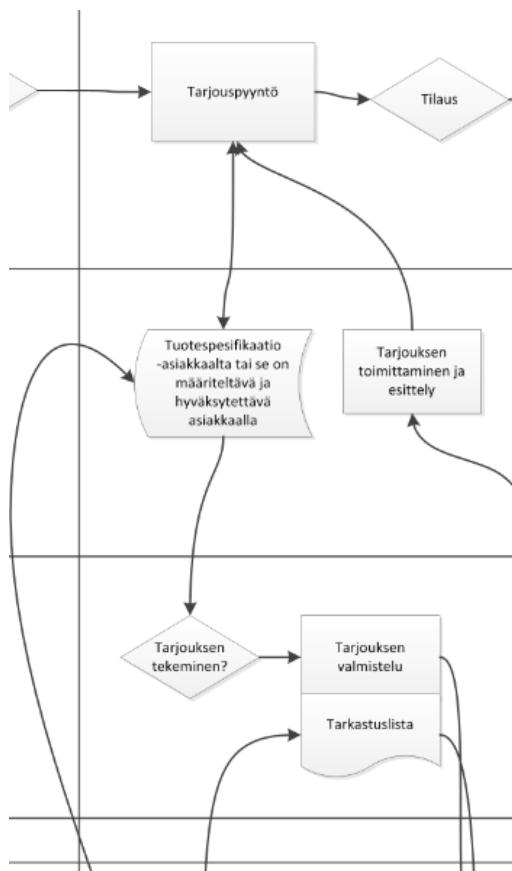 Tarjouspyyntö
Tilaus
Tuotespesifikaatio
-asiakkaalta tai se on
määriteltävä ja
hyväksytettävä
asiakkaalla
Tarjouksen
toimittaminen ja
esittely
Tarjouksen
tekeminen?
Tarjouksen
valmistelu
Tarkastuslista